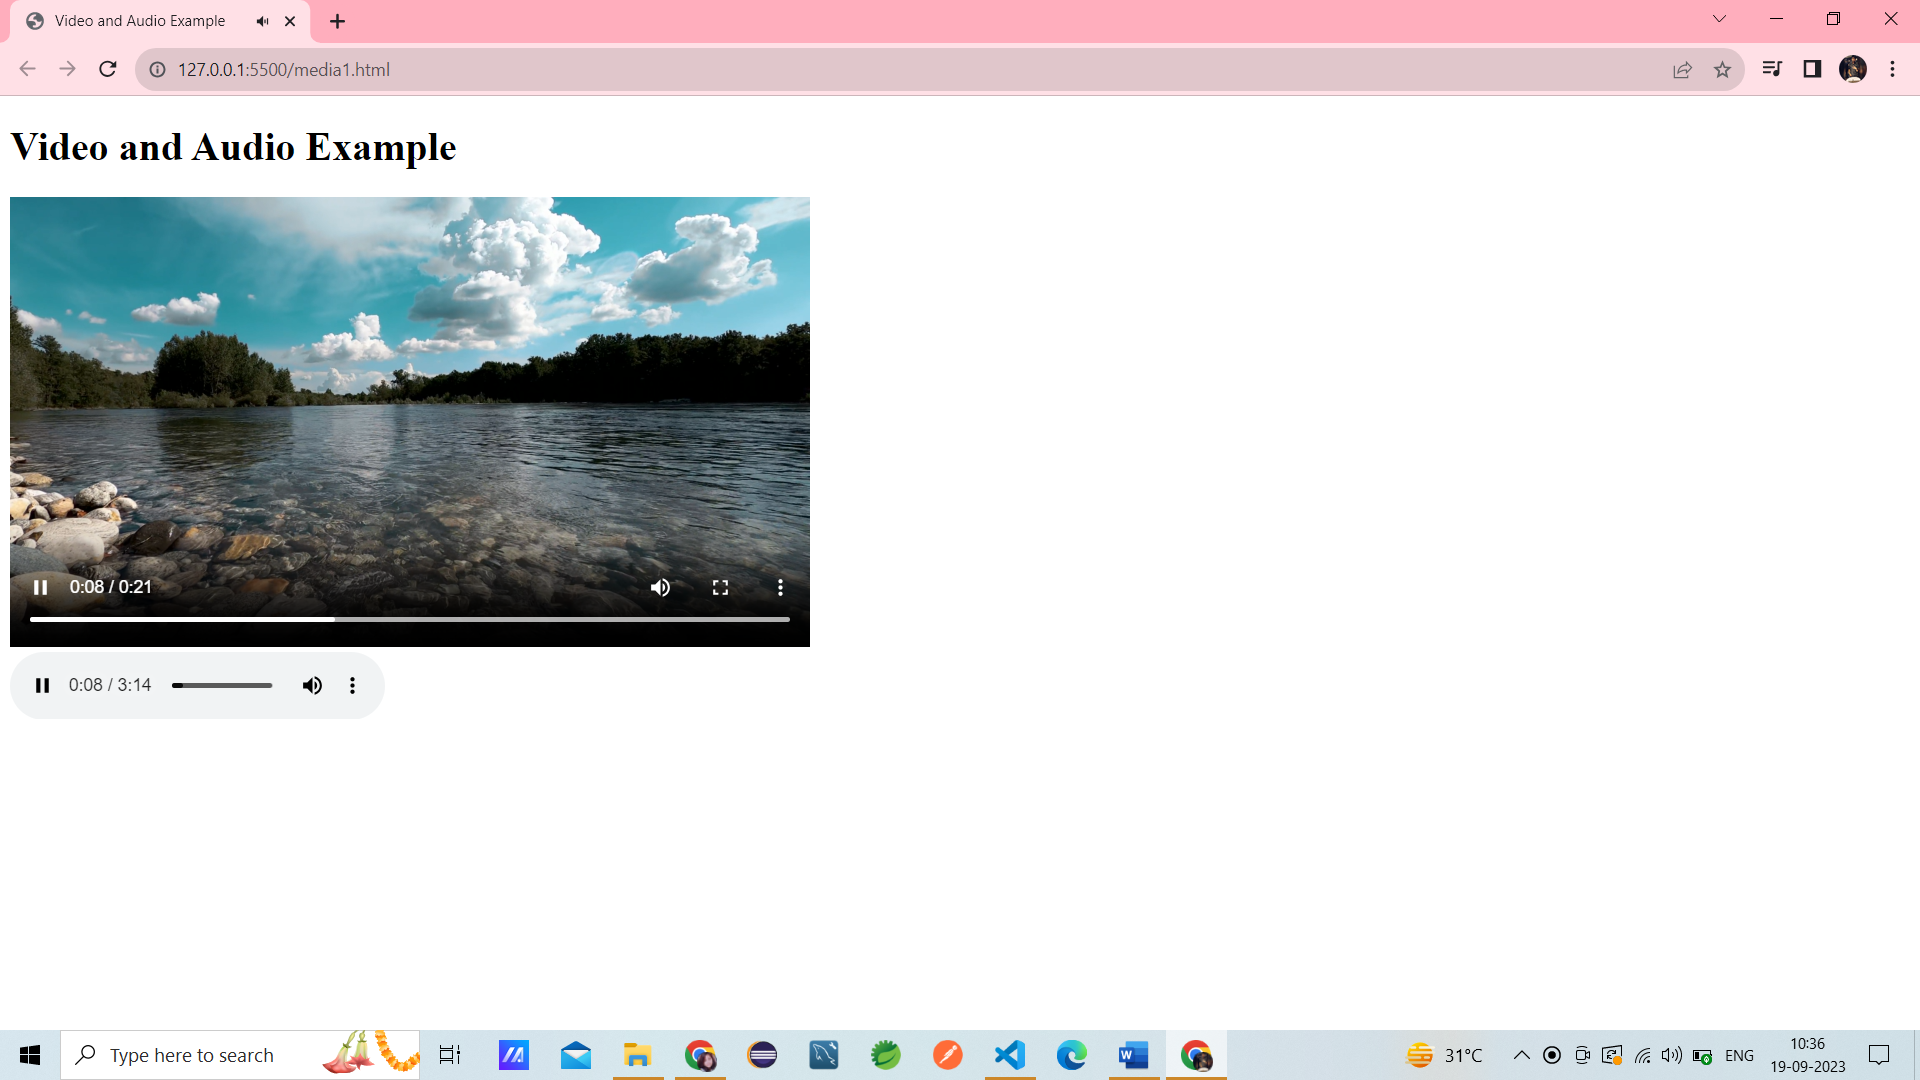 Video and Audio Example
127.0.0.1:5500/media1.html
Video and Audio Example
0:08 / 0:21
0:08 / 3:14
Type here to search
W
31°C
ENG
10:36
19-09-2023